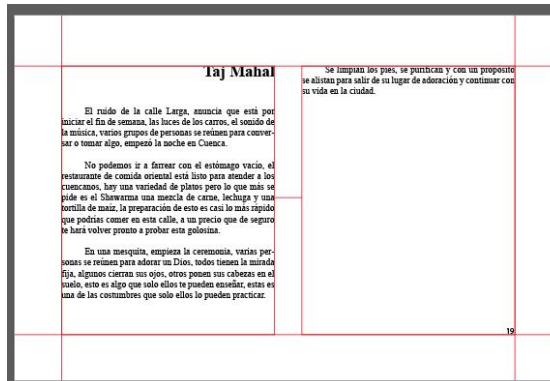 Taj Mahal
El ruido de la calle Larga, anuncia que está por
iniciar el fin de semana, las luces de los carros, el sonido de
la música, varios grupos de personas se reúnen para conver-
sar o tomar algo, empezó la noche en Cuenca.
No podemos ir a farrear con el estómago vacío, el
restaurante de comida oriental está listo para atender a los
cuencanos, hay una variedad de platos pero lo que más se
pide es el Shawarma una mezcla de carne, lechuga y una
tortilla de maíz, la preparación de esto es casi lo más rápido
que podrías comer en esta calle, a un precio que de seguro
te hará volver pronto a probar esta golosina.
En una mesquita, empieza la ceremonia, varias per-
sonas se reúnen para adorar un Dios, todos tienen la mirada
fija, algunos cierran sus ojos, otros ponen sus cabezas en el
suelo, esto es algo que solo ellos te pueden enseñar, estas es
una de las costumbres que solo ellos lo pueden practicar.
Se limpian los pies, se purifican y con un propósito
se alistan para salir de su lugar de adoración y continuar con
su vida en la ciudad.
19